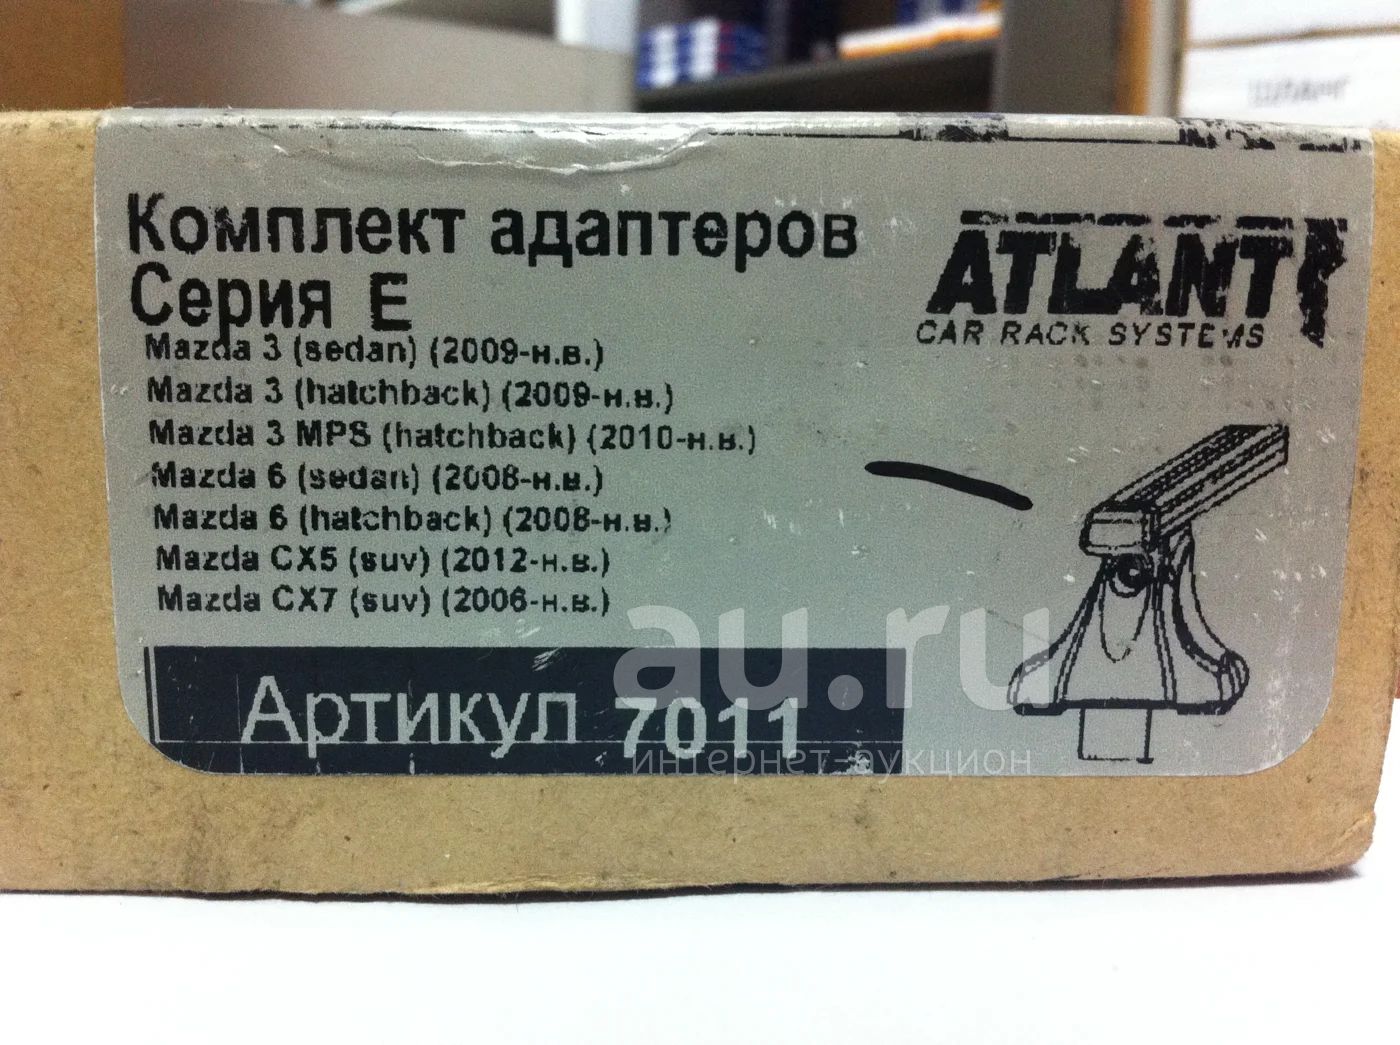 Комплект адаптеров
Серия E
ATLANT
CAR RACK SYSTEMS
Mazda 3 (sedan) (2009-н.в.)
Mazda 3 (hatchback) (2009-н.в.)
Mazda 3 MPS (hatchback) (2010-н.в.)
Mazda 6 (sedan) (2008-н.в.)
Mazda 6 (hatchback) (2008-н.в.)
Mazda CX5 (suv) (2012-н.в.)
Mazda CX7 (suv) (2006-н.в.)
Артикул 7011
au.ru
интернет-аукцион